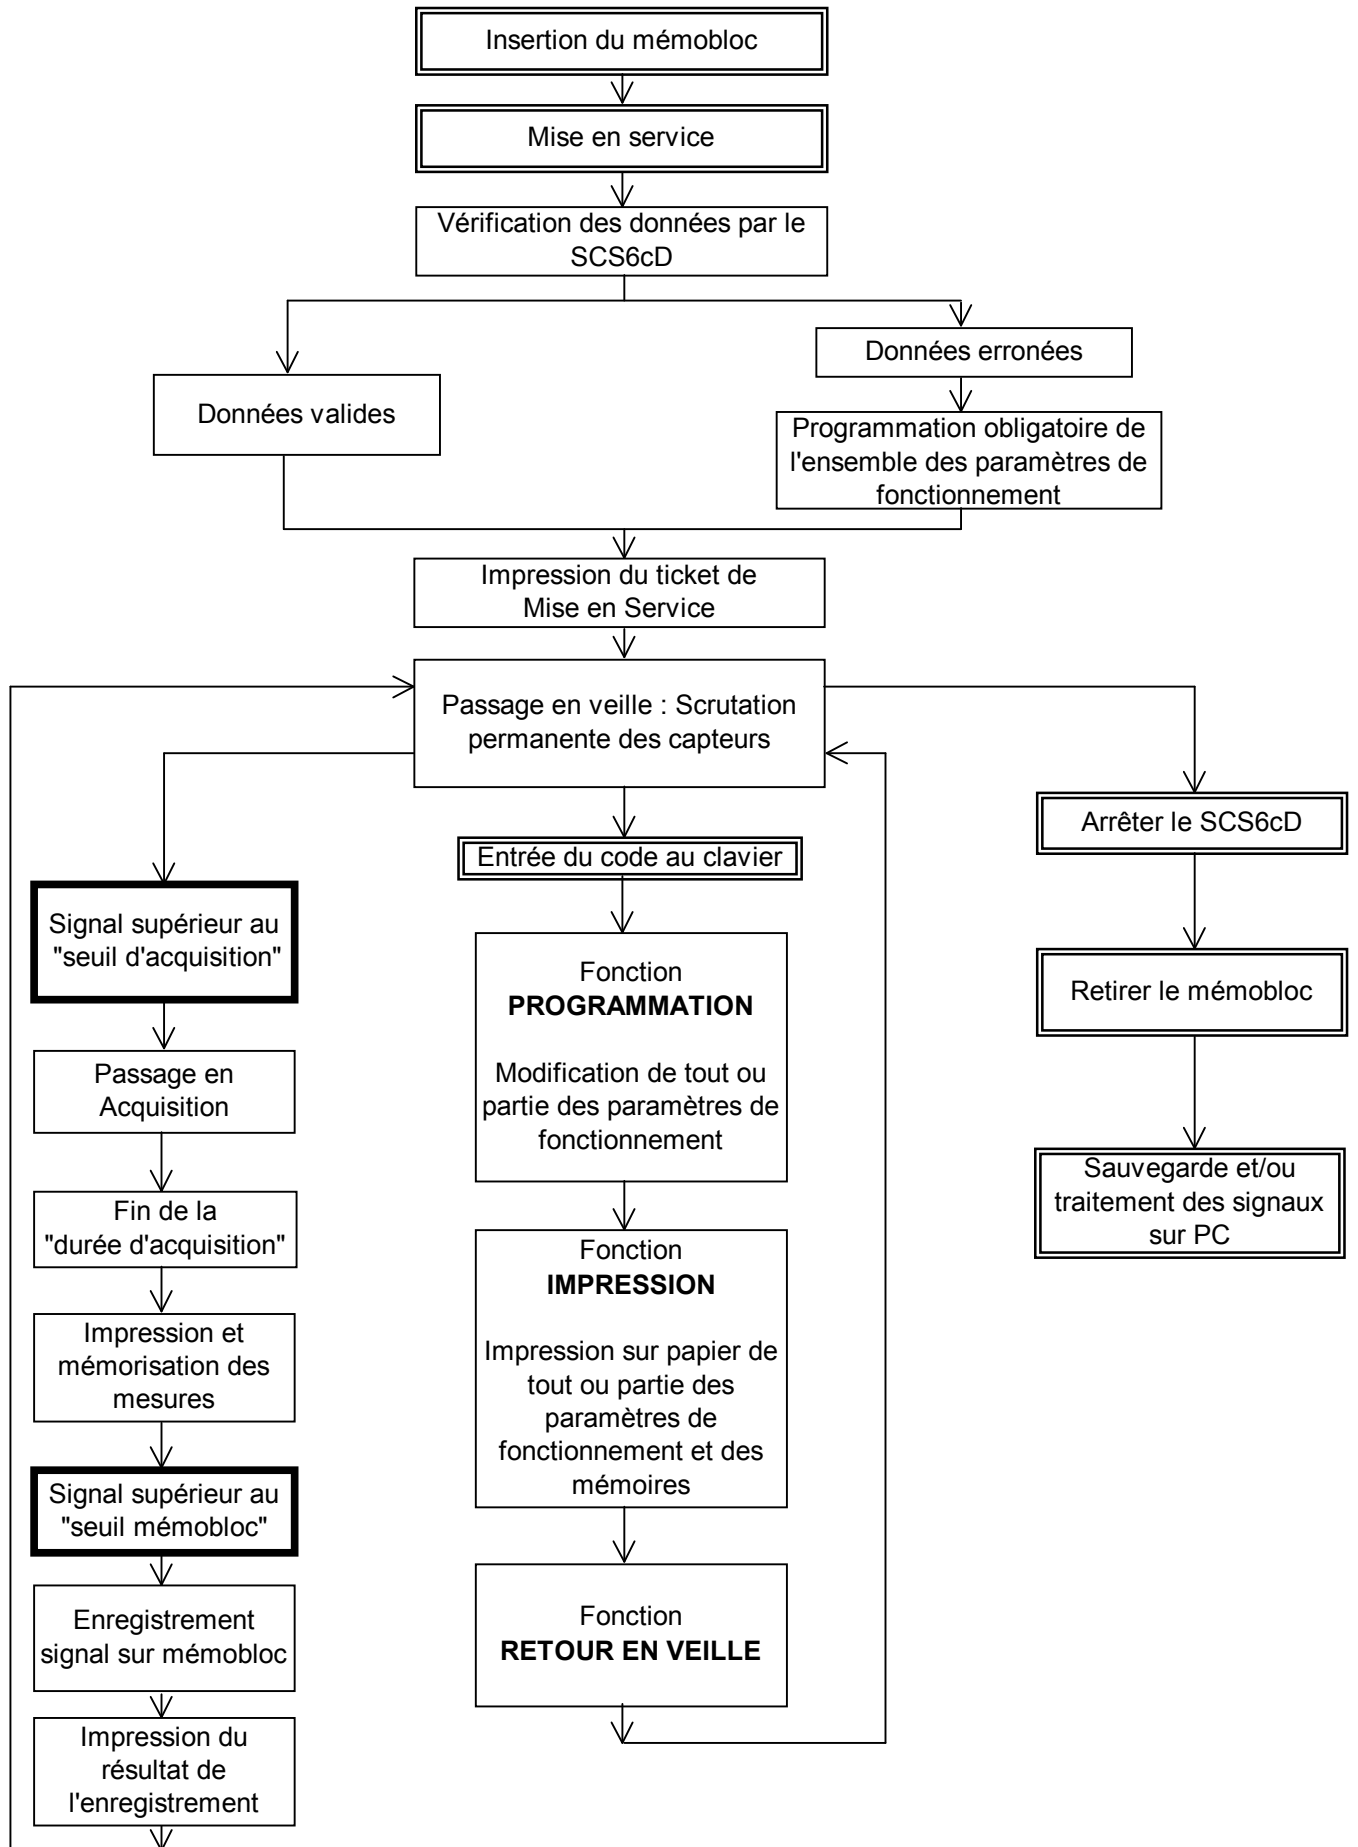 Insertion du mémobloc
Mise en service
Vérification des données par le
SCS6cD
Données erronées
Données valides
Programmation obligatoire de
l'ensemble des paramètres de
fonctionnement
Impression du ticket de
Mise en Service
Passage en veille : Scrutation
permanente des capteurs
Signal supérieur au
"seuil d'acquisition"
Passage en
Acquisition
Fin de la
"durée d'acquisition"
Impression et
mémorisation des
mesures
Signal supérieur au
"seuil mémobloc"
Enregistrement
signal sur mémobloc
Impression du
résultat de
l'enregistrement
Entrée du code au clavier
Fonction
PROGRAMMATION
Modification de tout ou
partie des paramètres de
fonctionnement
Fonction
IMPRESSION
Impression sur papier de
tout ou partie des
paramètres de
fonctionnement et des
mémoires
Fonction
RETOUR EN VEILLE
Arrêter le SCS6cD
Retirer le mémobloc
Sauvegarde et/ou
traitement des signaux
sur PC